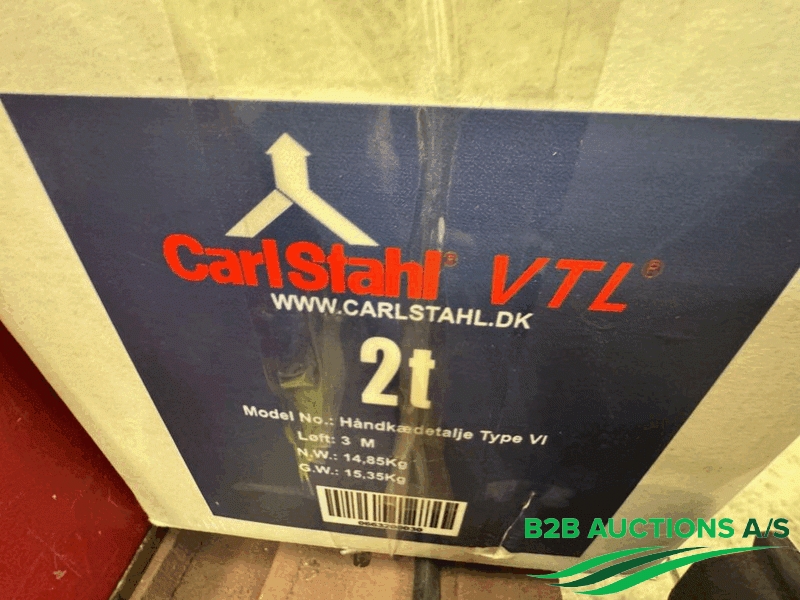 CarlStahl® VTL®
WWW.CARLSTAHL.DK
2t
Model No.: Håndkædetalje Type VI
Løft: 3 M
N.W.: 14,85Kg
G.W.: 15,35Kg
B2B AUCTIONS A/S